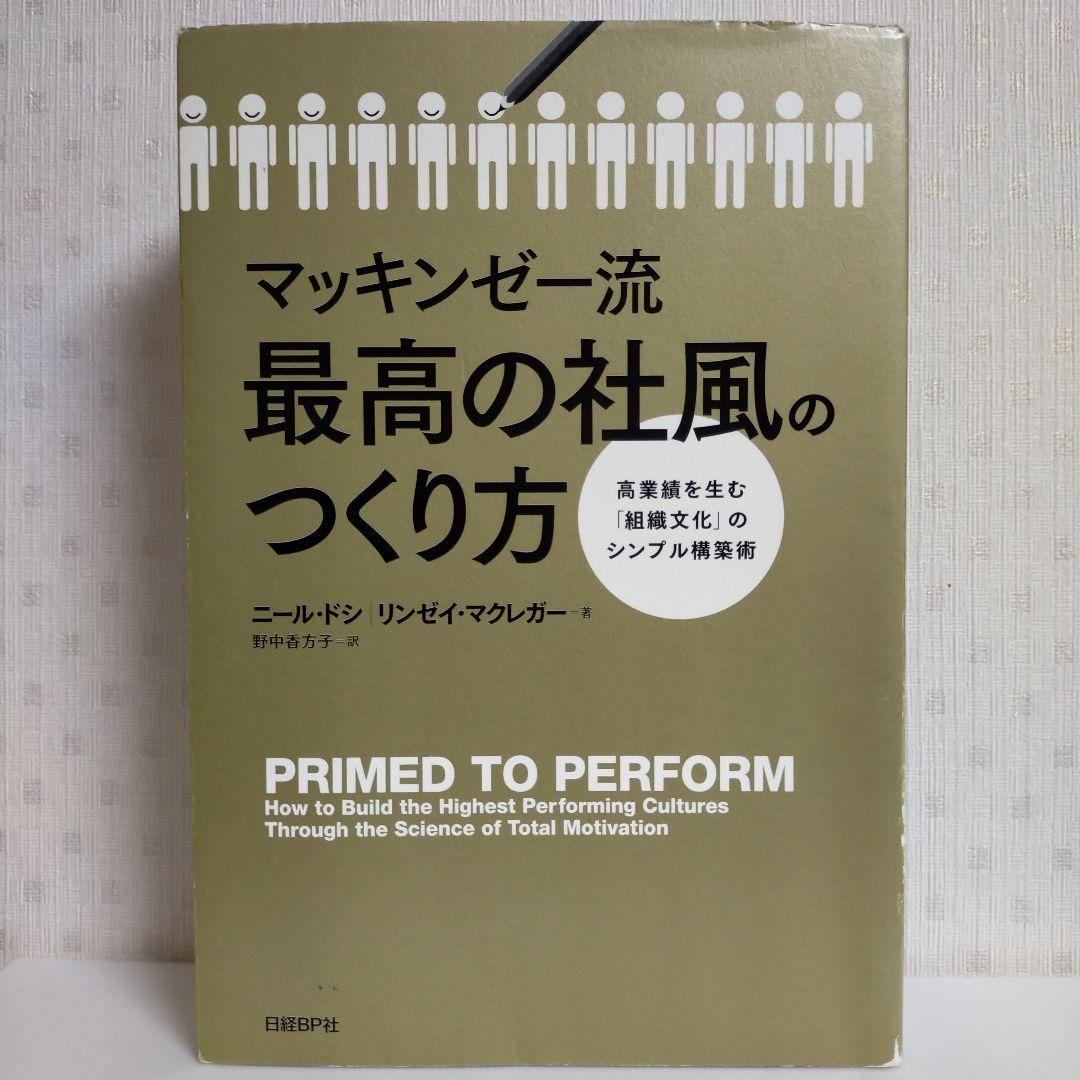 マッキンゼー流
最高の社風の
つくり方
高業績を生む
「組織文化」の
シンプル構築術
ニール・ドシ|リンゼイ・マクレガー=著
野中香方子=訳
PRIMED TO PERFORM
How to Build the Highest Performing Cultures
Through the Science of Total Motivation
日経BP社